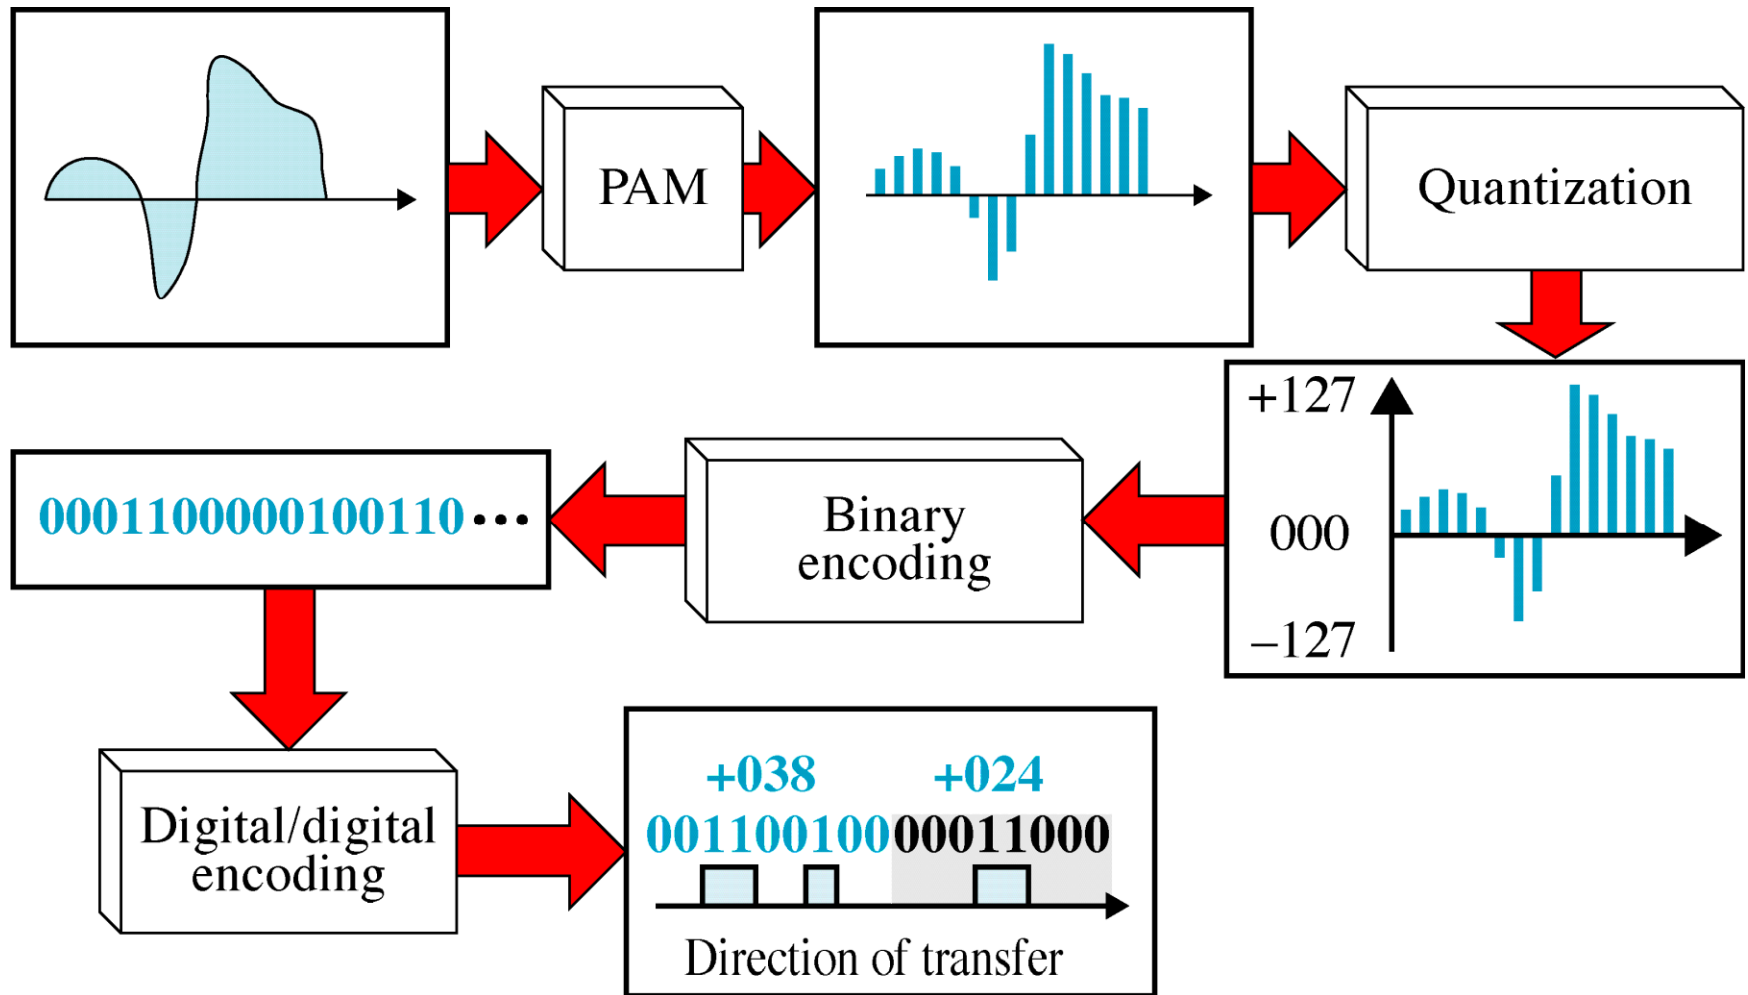 PAM
Quantization
+127
000
–127
Binary
encoding
0001100000100110...
Digital/digital
encoding
+038 +024
00110010000011000
Direction of transfer